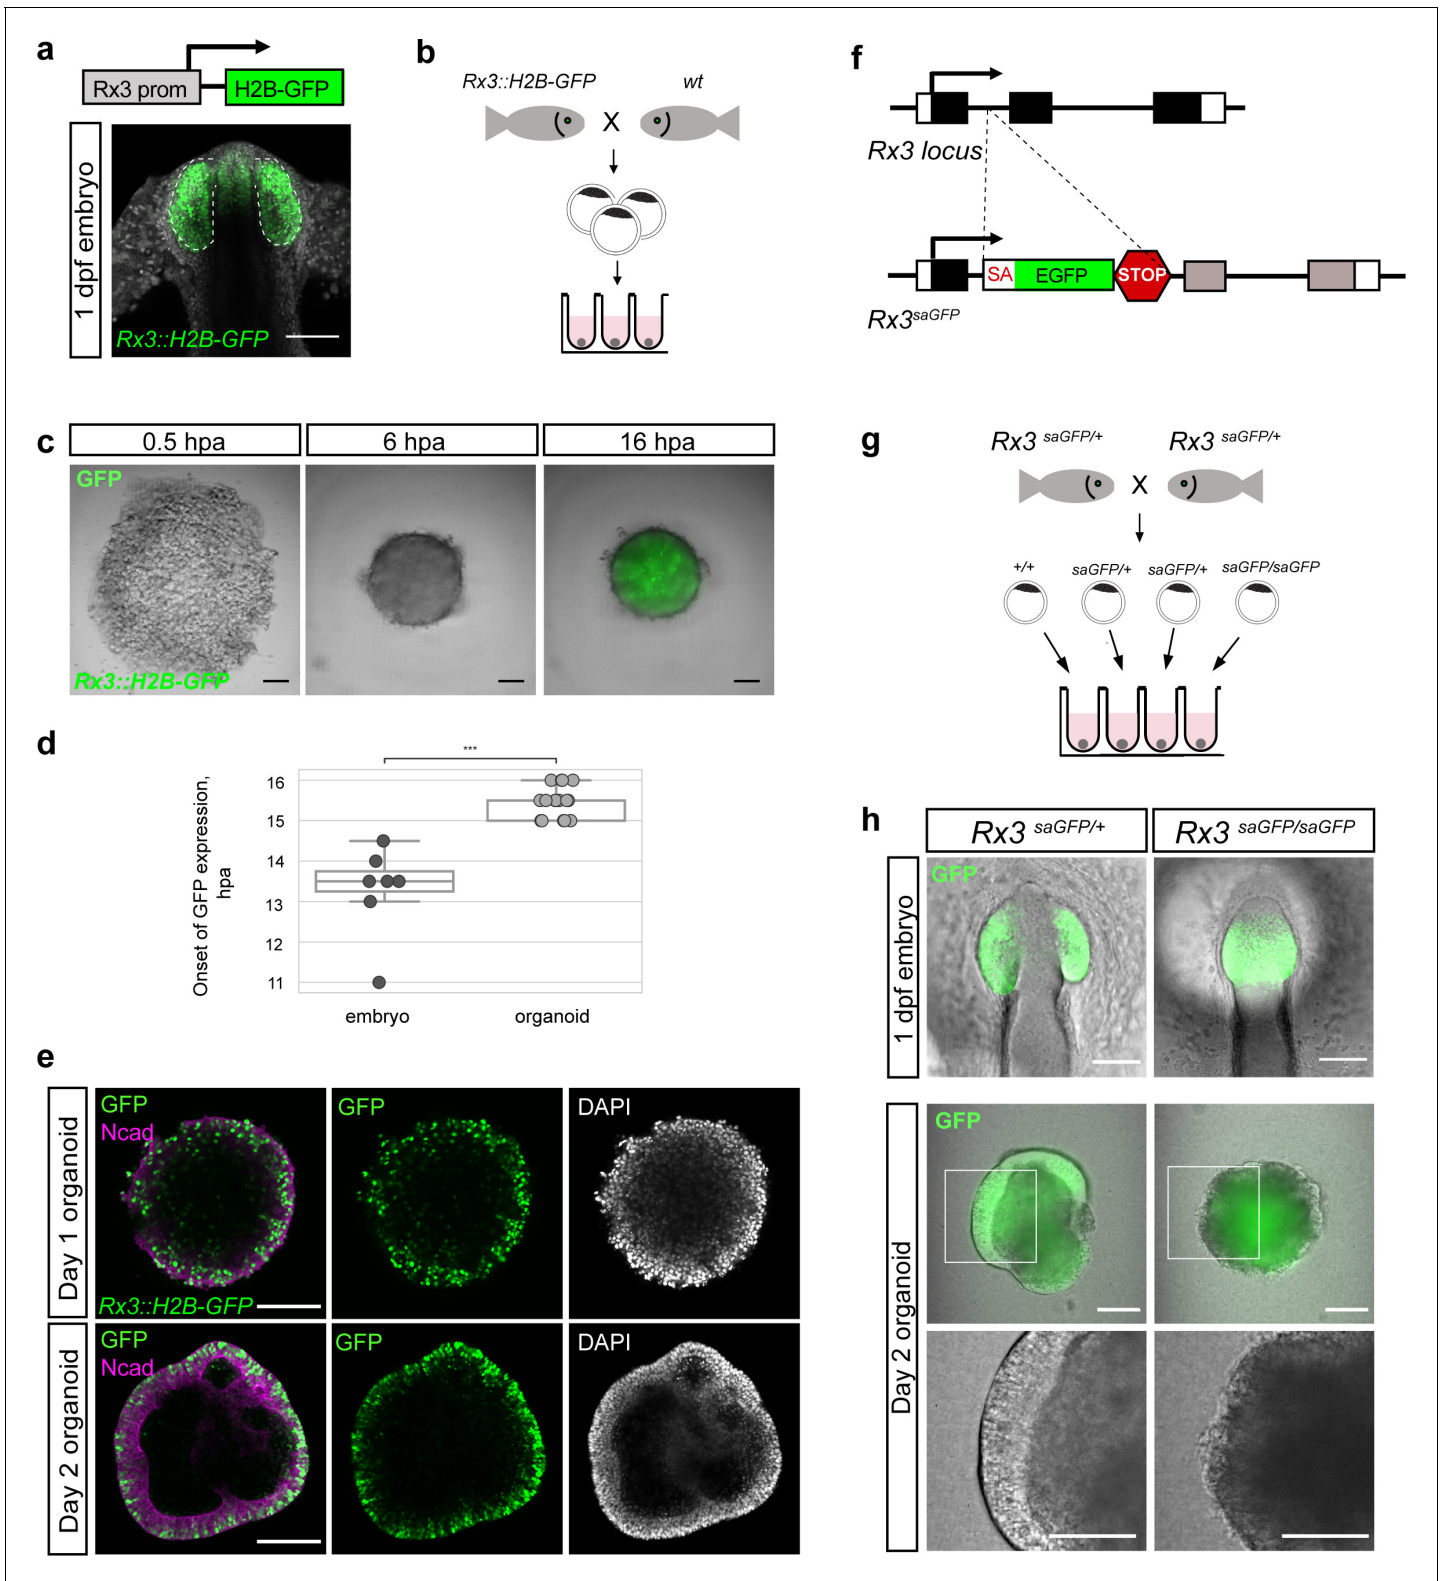 a
Rx3 prom
H2B-GFP
1 dpf embryo
Rx3::H2B-GFP
b
Rx3::H2B-GFP
wt
X
c
0.5 hpa
6 hpa
16 hpa
GFP
Rx3::H2B-GFP
d
***
Onset of GFP expression,
hpa
16
15
14
13
12
11
embryo
organoid
e
Day 1 organoid
GFP
Ncad
Rx3::H2B-GFP
GFP
DAPI
Day 2 organoid
GFP
Ncad
GFP
DAPI
f
Rx3 locus
SA
EGFP
STOP
Rx3saGFP
g
Rx3 saGFP/+
Rx3 saGFP/+
X
+/+
saGFP/+
saGFP/+
saGFP/saGFP
h
Rx3 saGFP/+
Rx3 saGFP/saGFP
1 dpf embryo
GFP
Day 2 organoid
GFP